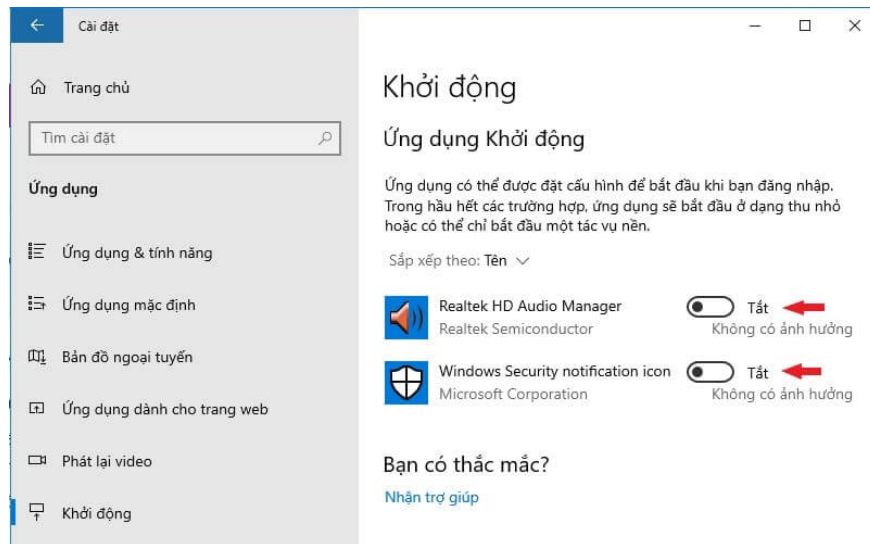 Cài đặt
Trang chủ
Tìm cài đặt
Ứng dụng
Ứng dụng & tính năng
Ứng dụng mặc định
Bản đồ ngoại tuyến
Ứng dụng dành cho trang web
Phát lại video
Khởi động
Khởi động
Ứng dụng Khởi động
Ứng dụng có thể được đặt cấu hình để bắt đầu khi bạn đăng nhập.
Trong hầu hết các trường hợp, ứng dụng sẽ bắt đầu ở dạng thu nhỏ
hoặc có thể chỉ bắt đầu một tác vụ nền.
Sắp xếp theo: Tên
Realtek HD Audio Manager
Tắt
Realtek Semiconductor
Không có ảnh hưởng
Windows Security notification icon
Tắt
Microsoft Corporation
Không có ảnh hưởng
Bạn có thắc mắc?
Nhận trợ giúp